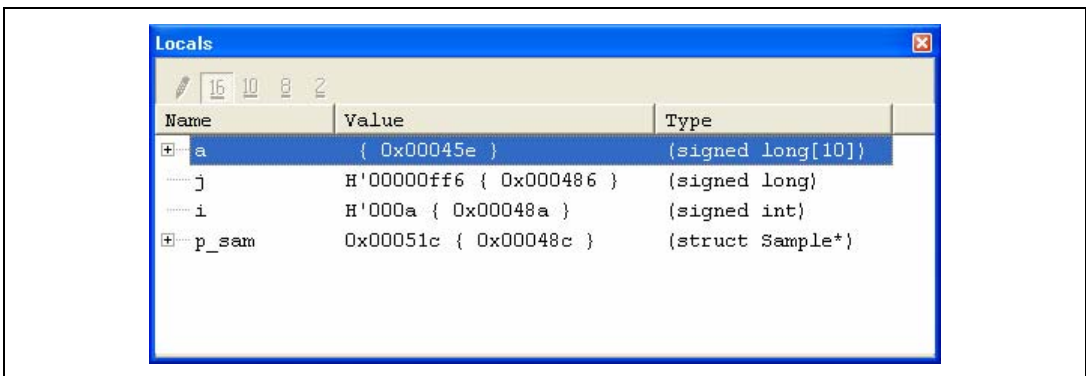 Locals
16 10 8 2
Name Value Type
a { 0x00045e } (signed long[10])
j H'00000ff6 { 0x000486 } (signed long)
i H'000a { 0x00048a } (signed int)
p_sam 0x00051c { 0x00048c } (struct Sample*)